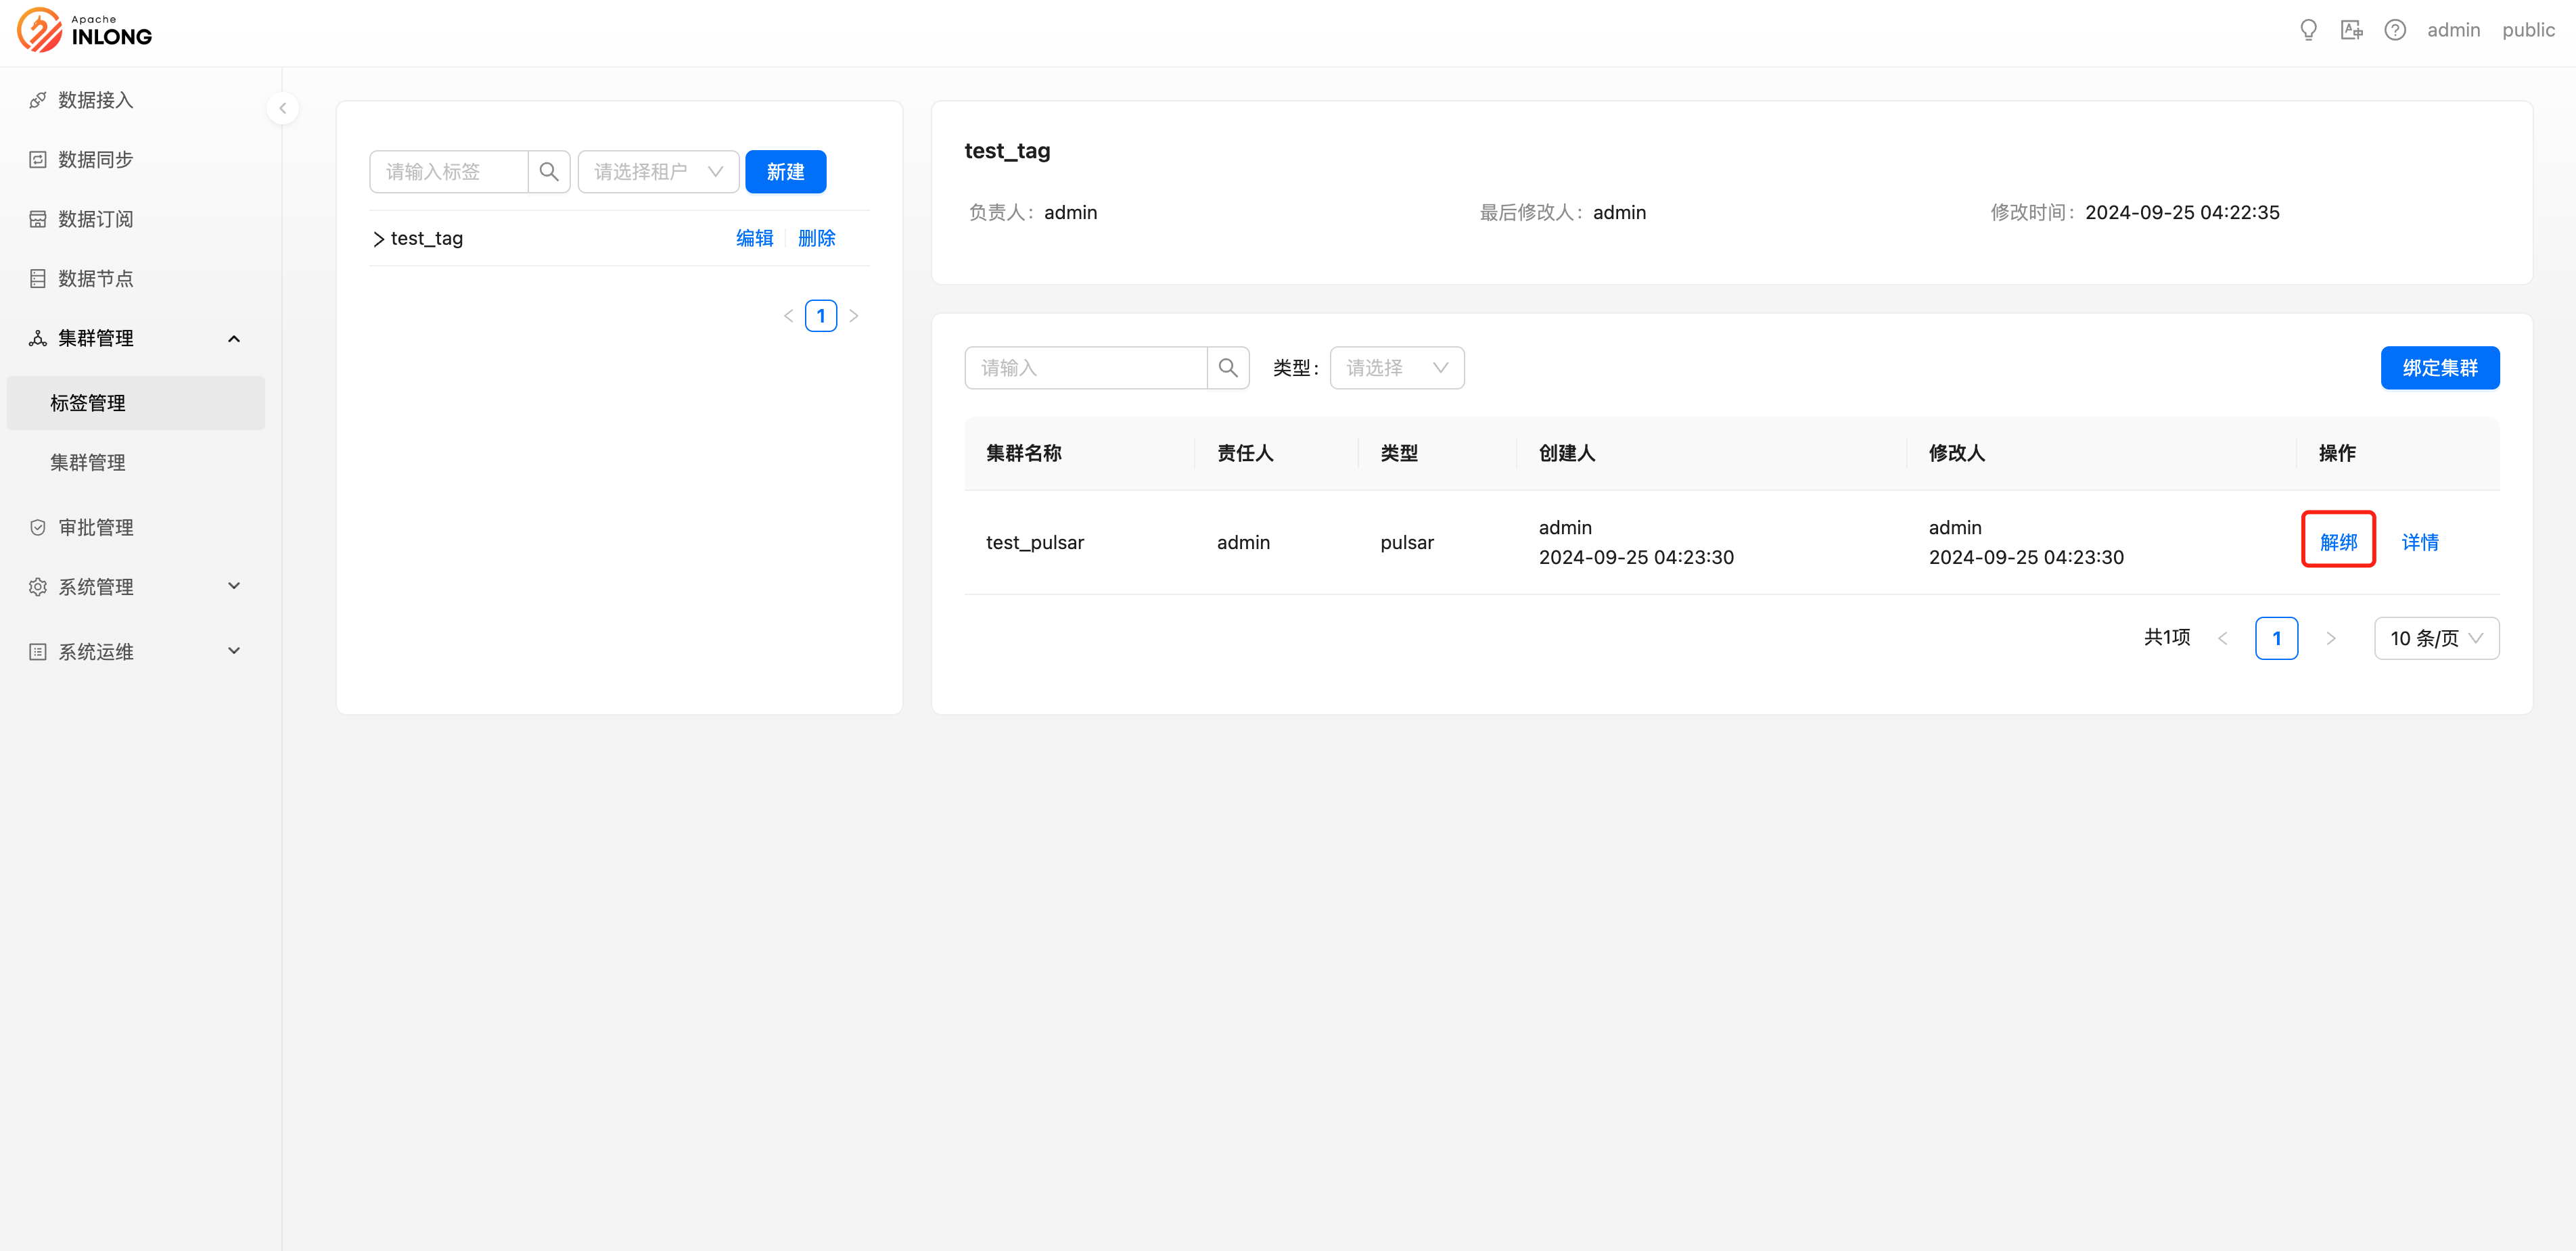 Apache
INLONG
admin
public
数据接入
数据同步
数据订阅
数据节点
集群管理
标签管理
集群管理
审批管理
系统管理
系统运维
请输入标签
请选择租户
新建
test_tag
编辑
删除
1
test_tag
负责人： admin
最后修改人： admin
修改时间： 2024-09-25 04:22:35
请输入
类型：
请选择
绑定集群
集群名称
责任人
类型
创建人
修改人
操作
test_pulsar
admin
pulsar
admin
2024-09-25 04:23:30
admin
2024-09-25 04:23:30
解绑
详情
共1项
1
10 条/页